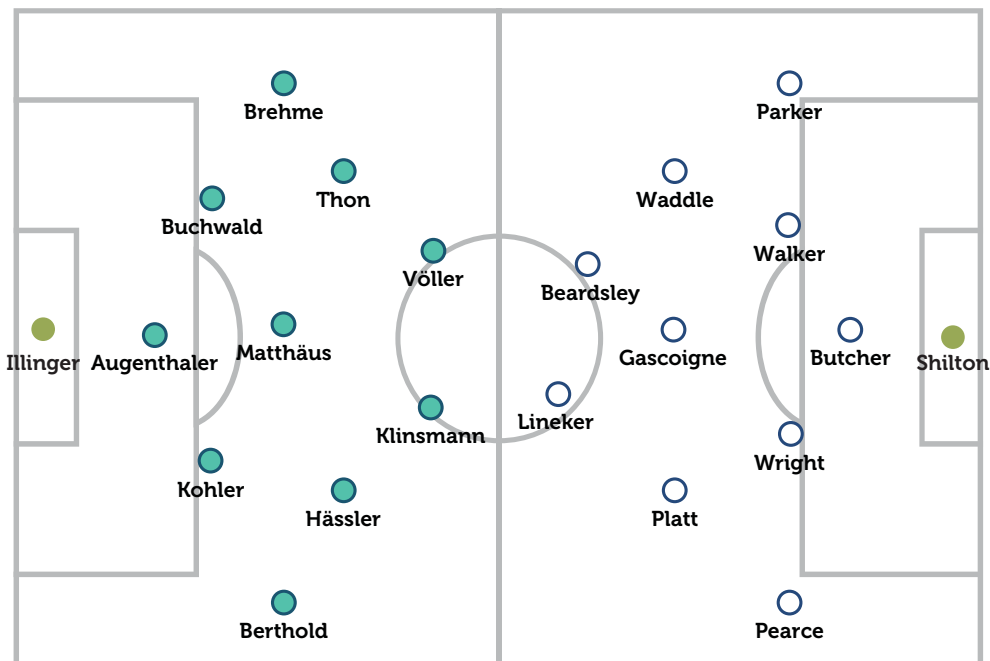 Brehme
Parker
Thon
Waddle
Buchwald
Walker
Völler
Beardsley
Illinger
Augenthaler
Matthäus
Gascoigne
Butcher
Shilton
Klinsmann
Lineker
Kohler
Wright
Hässler
Platt
Berthold
Pearce